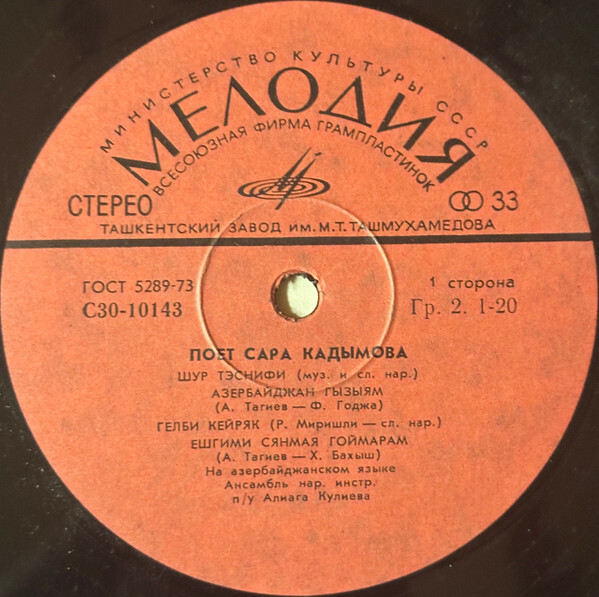 МИНИСТЕРСТВО КУЛЬТУРЫ СССР
МЕЛОДИЯ
ВСЕСОЮЗНАЯ ФИРМА ГРАМПЛАСТИНОК
СТЕРЕО 33
ТАШКЕНТСКИЙ ЗАВОД ИМ. М.Т. ТАШМУХАМЕДОВА
ГОСТ 5289-73 1 сторона
С30-10143 Гр. 2. 1-20
ПОЕТ САРА КАДЫМОВА
ШУР ТЭСНИФИ (муз. и сл. нар.)
АЗЕРБАЙДЖАН ГЫЗЫЯМ
(А. Тагиев — Ф. Годжа)
ГЕЛБИ КЕЙРЯК (Р. Миришли — сл. нар.)
ЕШГИМИ СЯНМАЯ ГОЙМАРАМ
(А. Тагиев — Х. Бахыш)
На азербайджанском языке
Ансамбль нар. инстр.
п/у Алиага Кулиева